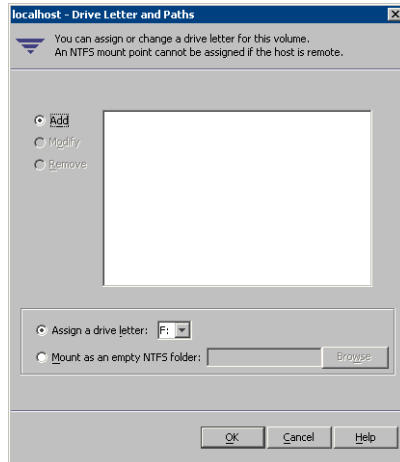 localhost - Drive Letter and Paths
You can assign or change a drive letter for this volume.
An NTFS mount point cannot be assigned if the host is remote.
Add
Modify
Remove
Assign a drive letter: F:
Mount as an empty NTFS folder: Browse
OK Cancel Help